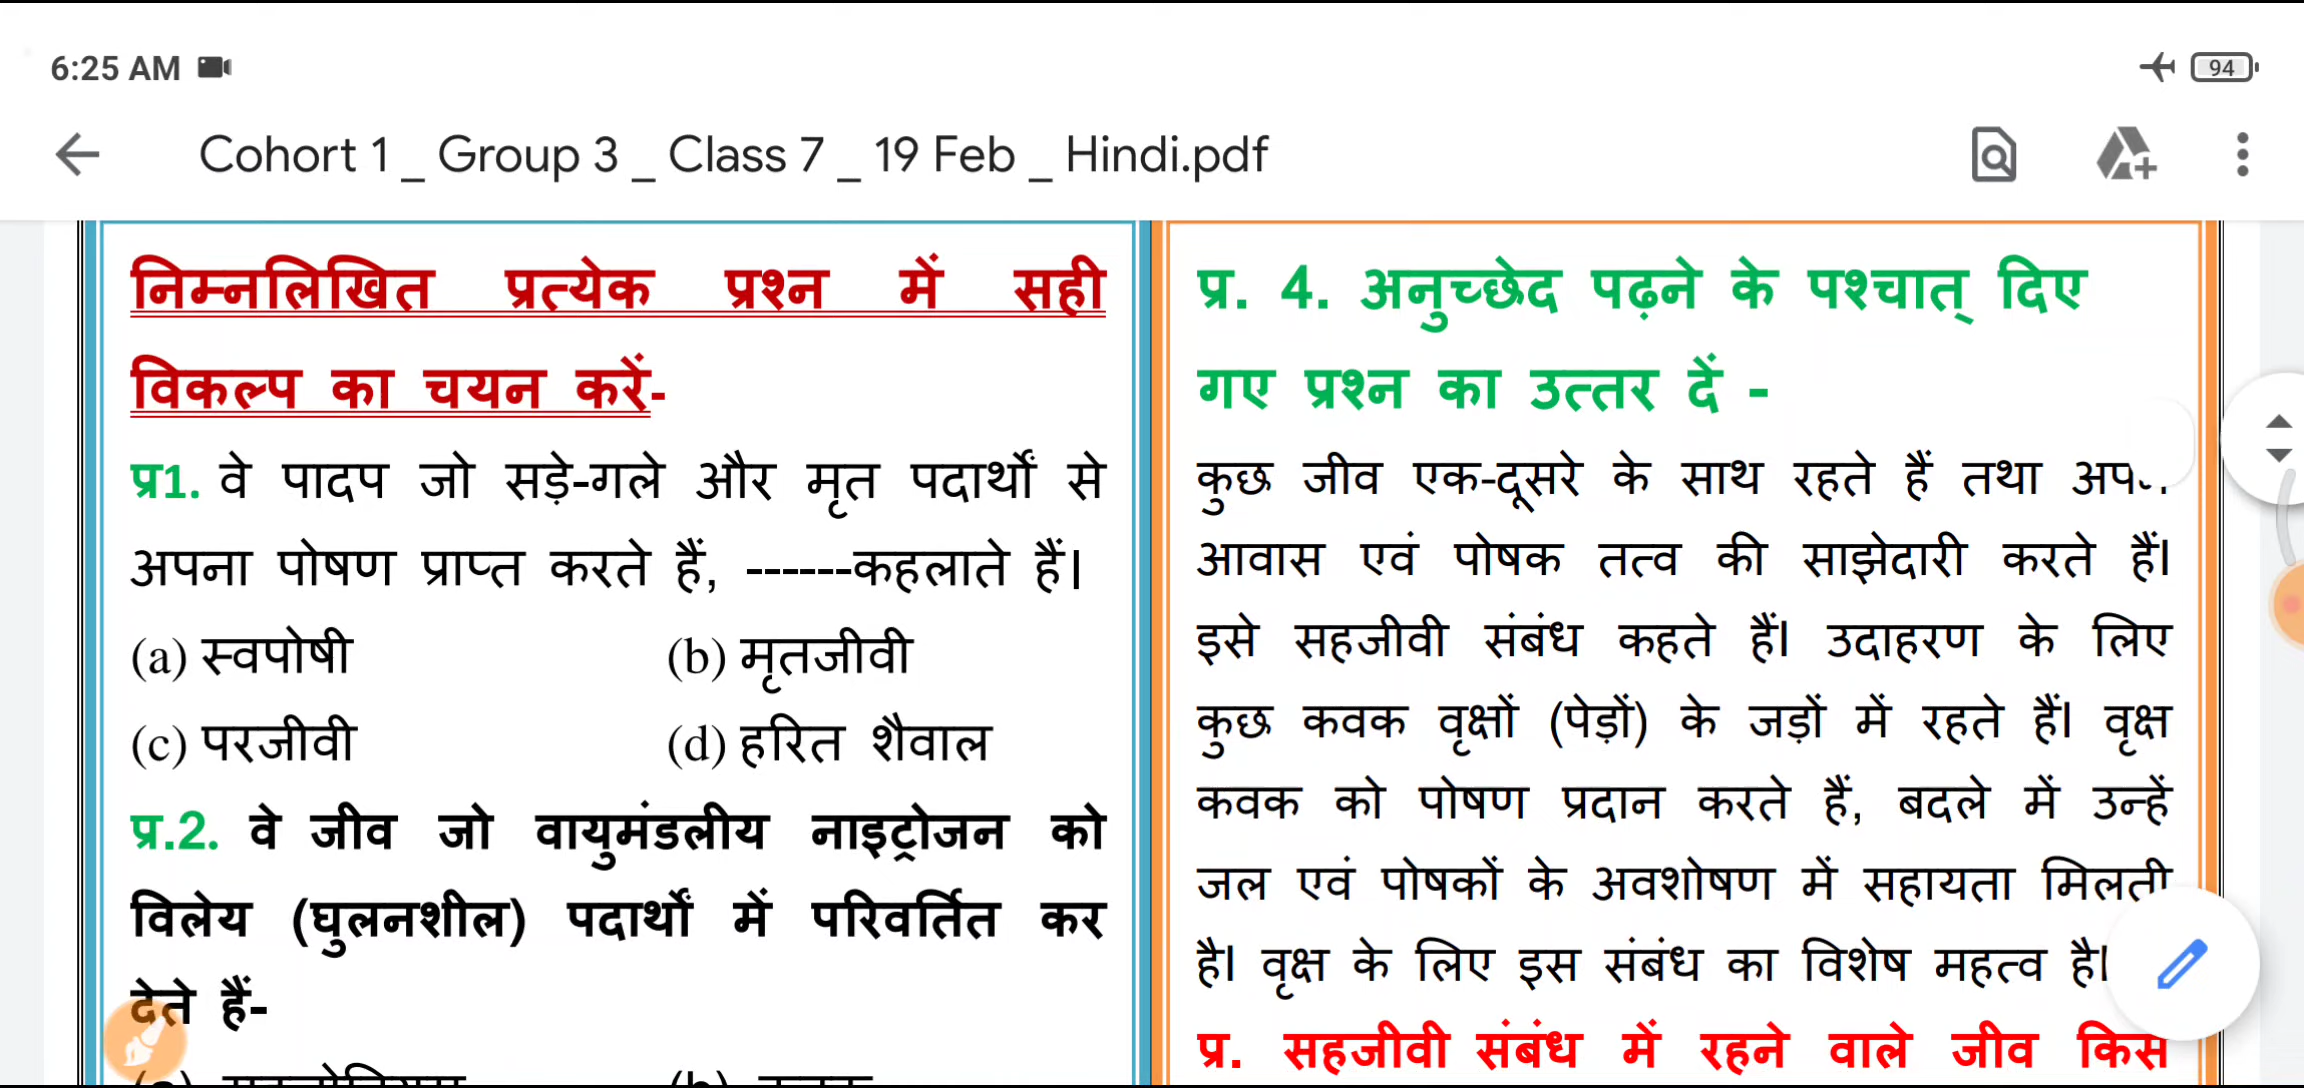 6:25 AM
94
Cohort 1 _ Group 3 _ Class 7 _ 19 Feb _ Hindi.pdf
निम्नलिखित प्रत्येक प्रश्न में सही
विकल्प का चयन करें-
प्र1. वे पादप जो सड़े-गले और मृत पदार्थों से
अपना पोषण प्राप्त करते हैं, ------कहलाते हैं।
(a) स्वपोषी (b) मृतजीवी
(c) परजीवी (d) हरित शैवाल
प्र.2. वे जीव जो वायुमंडलीय नाइट्रोजन को
विलेय (घुलनशील) पदार्थों में परिवर्तित कर
देते हैं-
प्र. 4. अनुच्छेद पढ़ने के पश्चात् दिए
गए प्रश्न का उत्तर दें -
कुछ जीव एक-दूसरे के साथ रहते हैं तथा
आवास एवं पोषक तत्व की साझेदारी करते हैं।
इसे सहजीवी संबंध कहते हैं। उदाहरण के लिए
कुछ कवक वृक्षों (पेड़ों) के जड़ों में रहते हैं। वृक्ष
कवक को पोषण प्रदान करते हैं, बदले में उन्हें
जल एवं पोषकों के अवशोषण में सहायता मिलती
है। वृक्ष के लिए इस संबंध का विशेष महत्व है।
प्र. सहजीवी संबंध में रहने वाले जीव किस